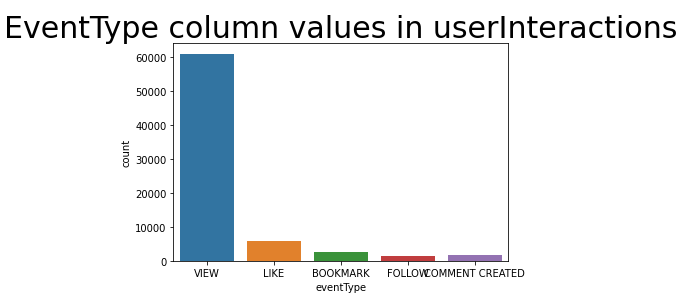 EventType column values in userInteractions
60000
50000
40000
30000
20000
10000
0
count
VIEW LIKE BOOKMARK FOLLOW COMMENT CREATED
eventType